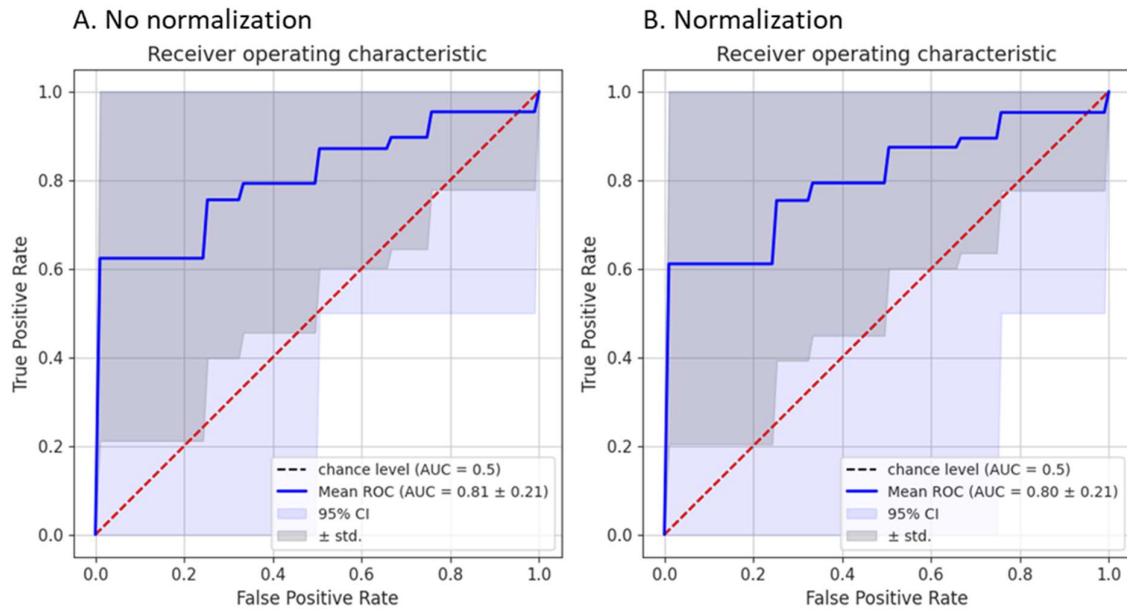 A. No normalization
Receiver operating characteristic
True Positive Rate
1.0
0.8
0.6
0.4
0.2
0.0
chance level (AUC = 0.5)
Mean ROC (AUC = 0.81 ± 0.21)
95% CI
± std.
0.0 0.2 0.4 0.6 0.8 1.0
False Positive Rate
B. Normalization
Receiver operating characteristic
True Positive Rate
1.0
0.8
0.6
0.4
0.2
0.0
chance level (AUC = 0.5)
Mean ROC (AUC = 0.80 ± 0.21)
95% CI
± std.
0.0 0.2 0.4 0.6 0.8 1.0
False Positive Rate